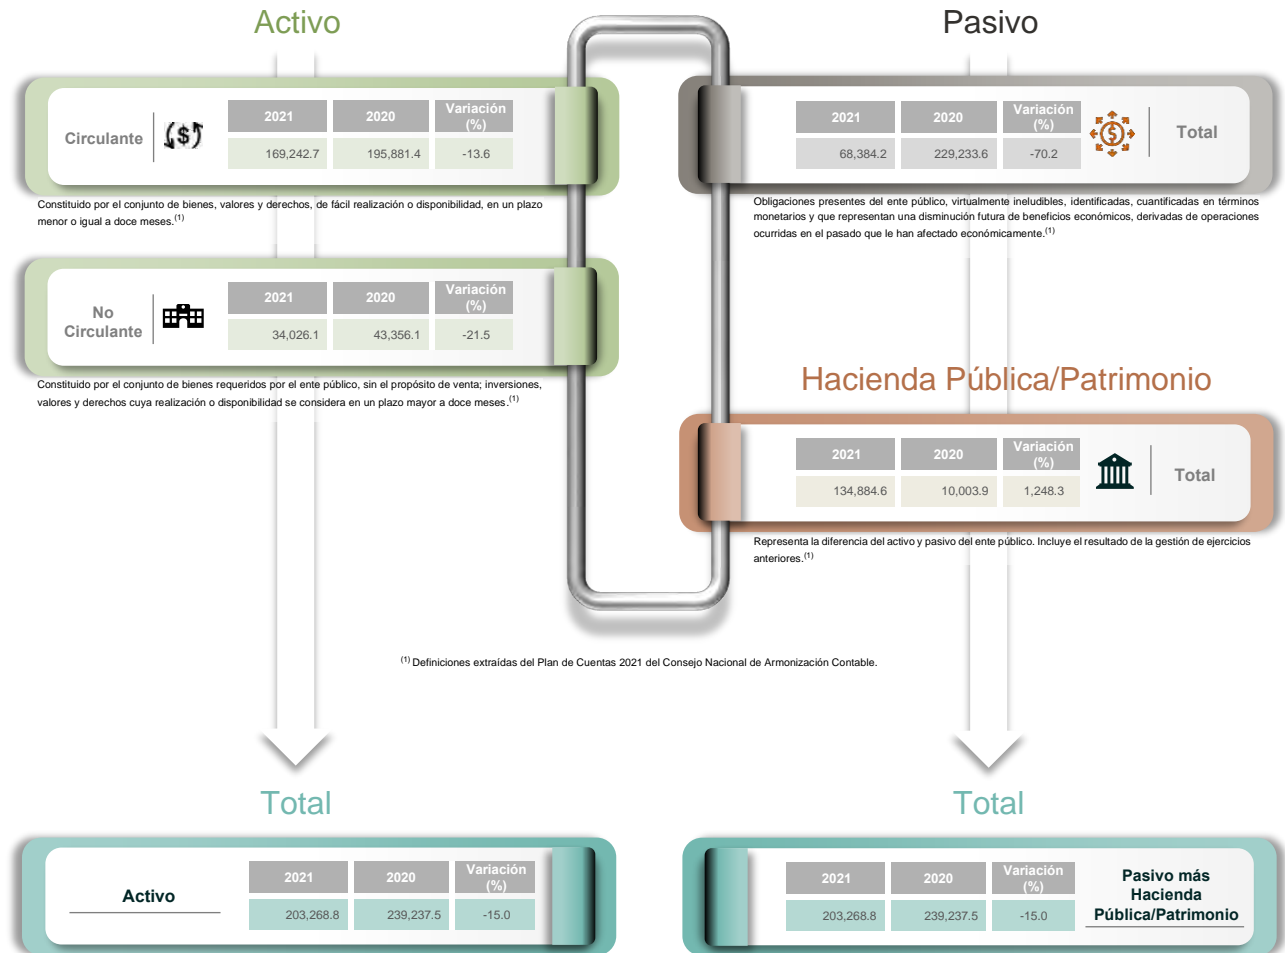 Activo
Circulante
2021 2020 Variación (%)
169,242.7 195,881.4 -13.6
Constituido por el conjunto de bienes, valores y derechos, de fácil realización o disponibilidad, en un plazo
menor o igual a doce meses.(1)
No
Circulante
2021 2020 Variación (%)
34,026.1 43,356.1 -21.5
Constituido por el conjunto de bienes requeridos por el ente público, sin el propósito de venta; inversiones,
valores y derechos cuya realización o disponibilidad se considera en un plazo mayor a doce meses.(1)
Pasivo
2021 2020 Variación (%)
68,384.2 229,233.6 -70.2
Total
Obligaciones presentes del ente público, virtualmente ineludibles, identificadas, cuantificadas en términos
monetarios y que representan una disminución futura de beneficios económicos, derivadas de operaciones
ocurridas en el pasado que le han afectado económicamente.(1)
Hacienda Pública/Patrimonio
2021 2020 Variación (%)
134,884.6 10,003.9 1,248.3
Total
Representa la diferencia del activo y pasivo del ente público. Incluye el resultado de la gestión de ejercicios
anteriores.(1)
(1) Definiciones extraídas del Plan de Cuentas 2021 del Consejo Nacional de Armonización Contable.
Total
Activo
2021 2020 Variación (%)
203,268.8 239,237.5 -15.0
Total
2021 2020 Variación (%)
203,268.8 239,237.5 -15.0
Pasivo más
Hacienda
Pública/Patrimonio